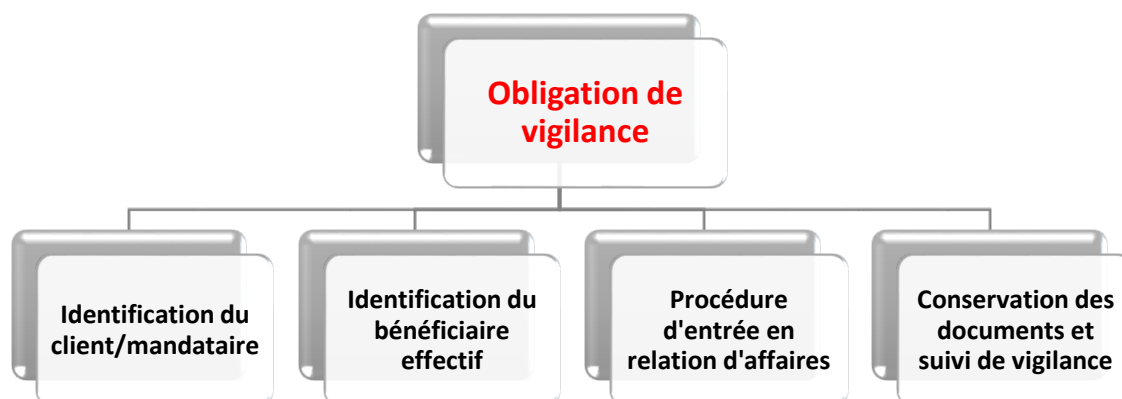 Obligation de
vigilance
Identification du
client/mandataire
Identification du
bénéficiaire
effectif
Procédure
d'entrée en
relation d'affaires
Conservation des
documents et
suivi de vigilance